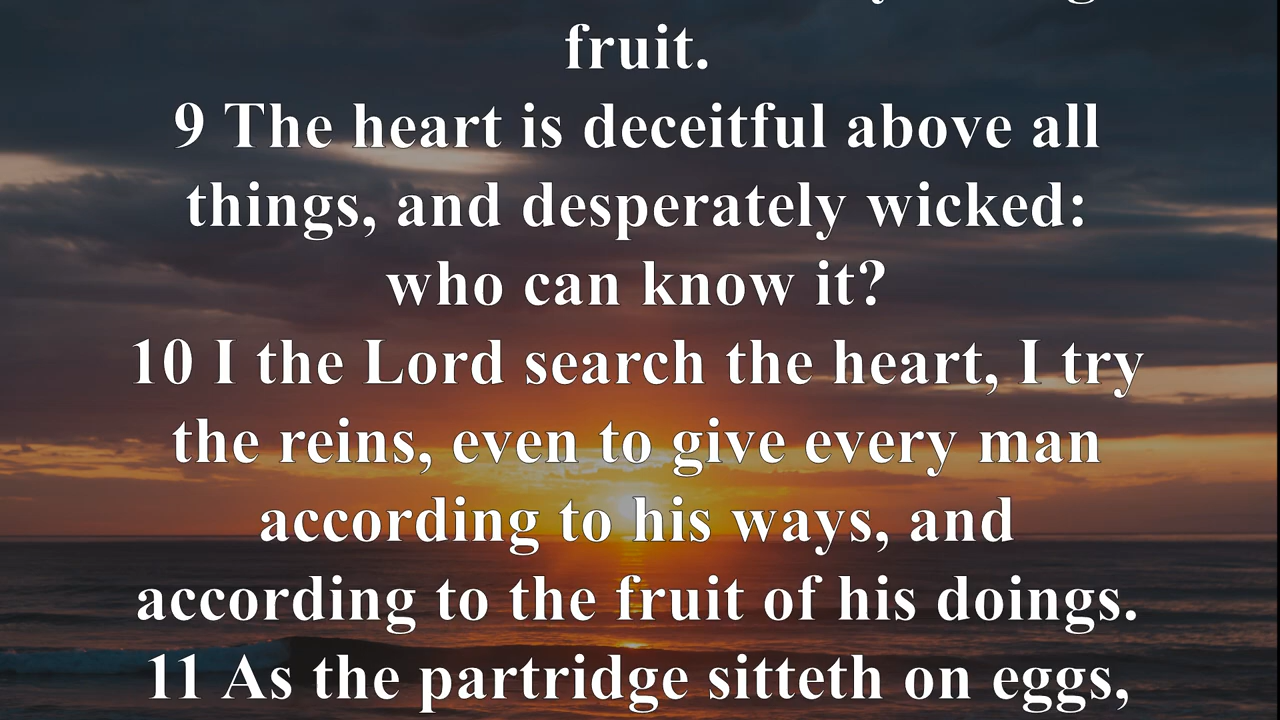 fruit.
9 The heart is deceitful above all
things, and desperately wicked:
who can know it?
10 I the Lord search the heart, I try
the reins, even to give every man
according to his ways, and
according to the fruit of his doings.
11 As the partridge sitteth on eggs,